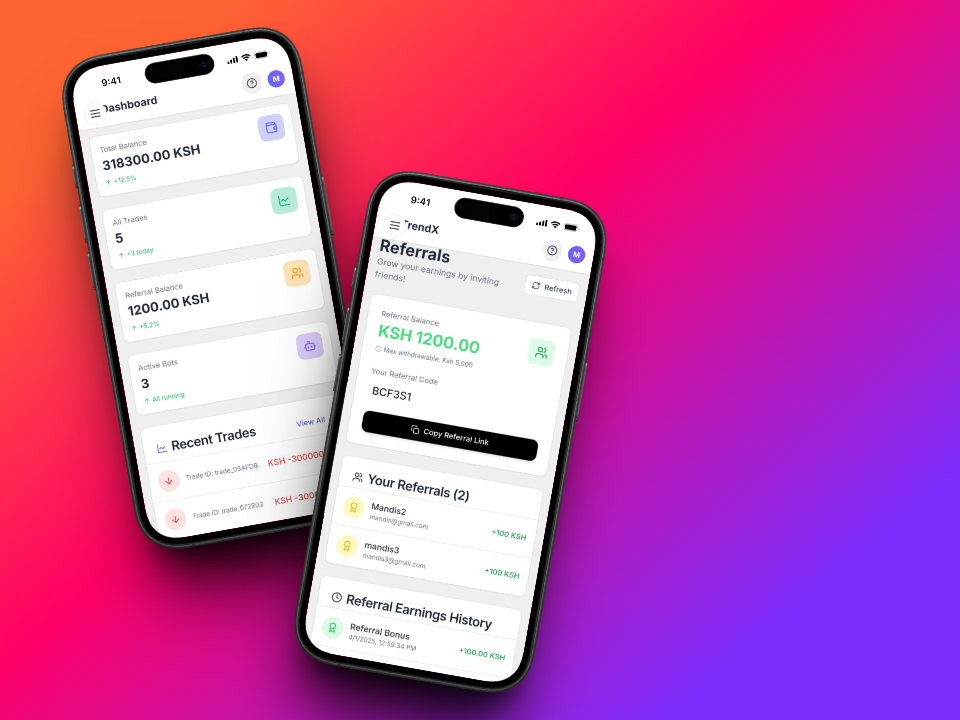 9:41
M
Dashboard
Total Balance
318300.00 KSH
↑ +12.5%
All Trades
5
↑ +3 today
Referral Balance
1200.00 KSH
↑ +5.2%
Active Bots
3
↑ All running
Recent Trades
View All
Trade ID: trade_03AFDB
KSH -300000
Trade ID: trade_072B03
9:41
TrendX
M
Referrals
Grow your earnings by inviting
friends!
Refresh
Referral Balance
KSH 1200.00
Max withdrawable: Ksh 5,000
Your Referral Code
BCF3S1
Copy Referral Link
Your Referrals (2)
Mandis2
mandis@gmail.com
+100 KSH
mandis3
mandis3@gmail.com
+100 KSH
Referral Earnings History
Referral Bonus
4/1/2025, 12:59:34 PM
+100.00 KSH